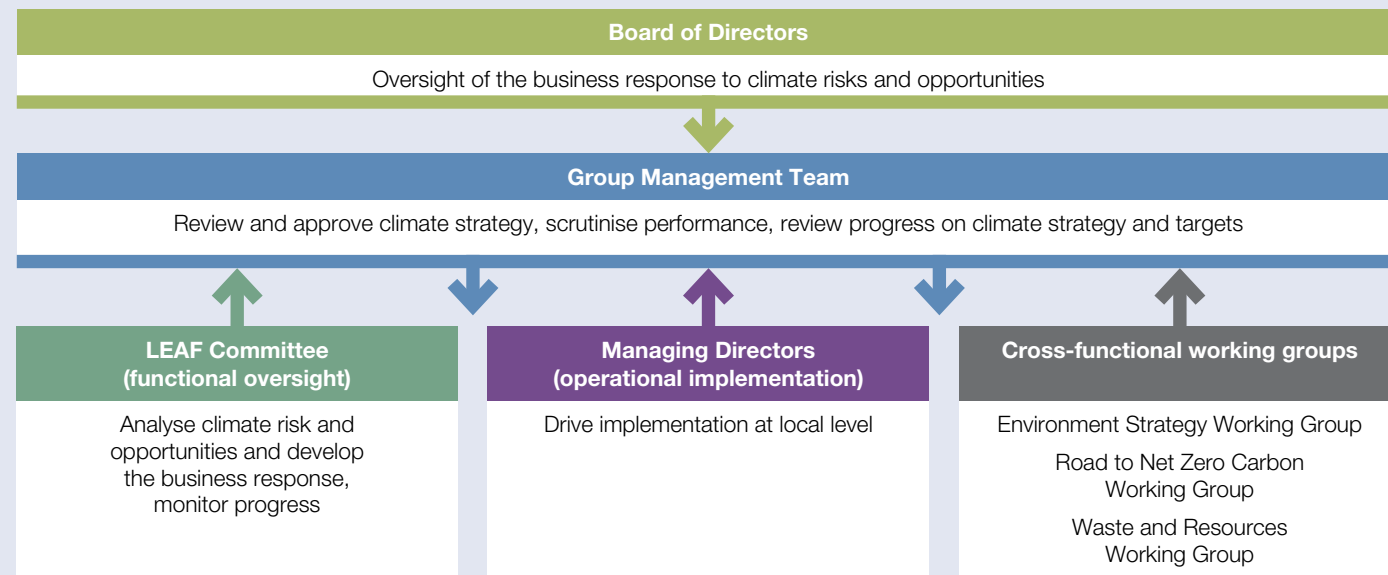 Board of Directors
Oversight of the business response to climate risks and opportunities
Group Management Team
Review and approve climate strategy, scrutinise performance, review progress on climate strategy and targets
LEAF Committee
(functional oversight)
Analyse climate risk and
opportunities and develop
the business response,
monitor progress
Managing Directors
(operational implementation)
Drive implementation at local level
Cross-functional working groups
Environment Strategy Working Group
Road to Net Zero Carbon
Working Group
Waste and Resources
Working Group